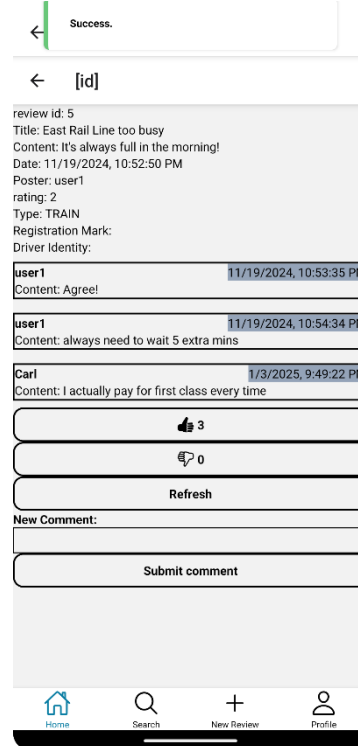 Success.
[id]
review id: 5
Title: East Rail Line too busy
Content: It's always full in the morning!
Date: 11/19/2024, 10:52:50 PM
Poster: user1
rating: 2
Type: TRAIN
Registration Mark:
Driver Identity:
user1 11/19/2024, 10:53:35
Content: Agree!
user1 11/19/2024, 10:54:34
Content: always need to wait 5 extra mins
Carl 1/3/2025, 9:49:22
Content: I actually pay for first class every time
3
0
Refresh
New Comment:
Submit comment
Home Search New Review Profile